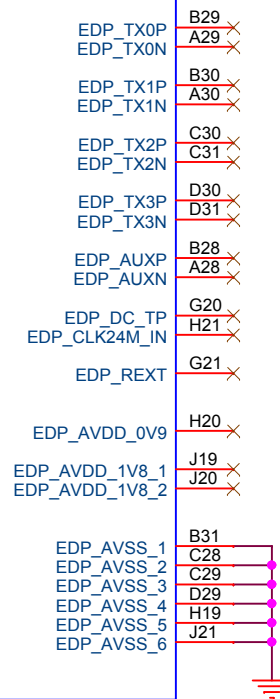 EDP_TX0P B29
EDP_TX0N A29
EDP_TX1P B30
EDP_TX1N A30
EDP_TX2P C30
EDP_TX2N C31
EDP_TX3P D30
EDP_TX3N D31
EDP_AUXP B28
EDP_AUXN A28
EDP_DC_TP G20
EDP_CLK24M_IN H21
EDP_REXT G21
EDP_AVDD_0V9 H20
EDP_AVDD_1V8_1 J19
EDP_AVDD_1V8_2 J20
EDP_AVSS_1 B31
EDP_AVSS_2 C28
EDP_AVSS_3 C29
EDP_AVSS_4 D29
EDP_AVSS_5 H19
EDP_AVSS_6 J21